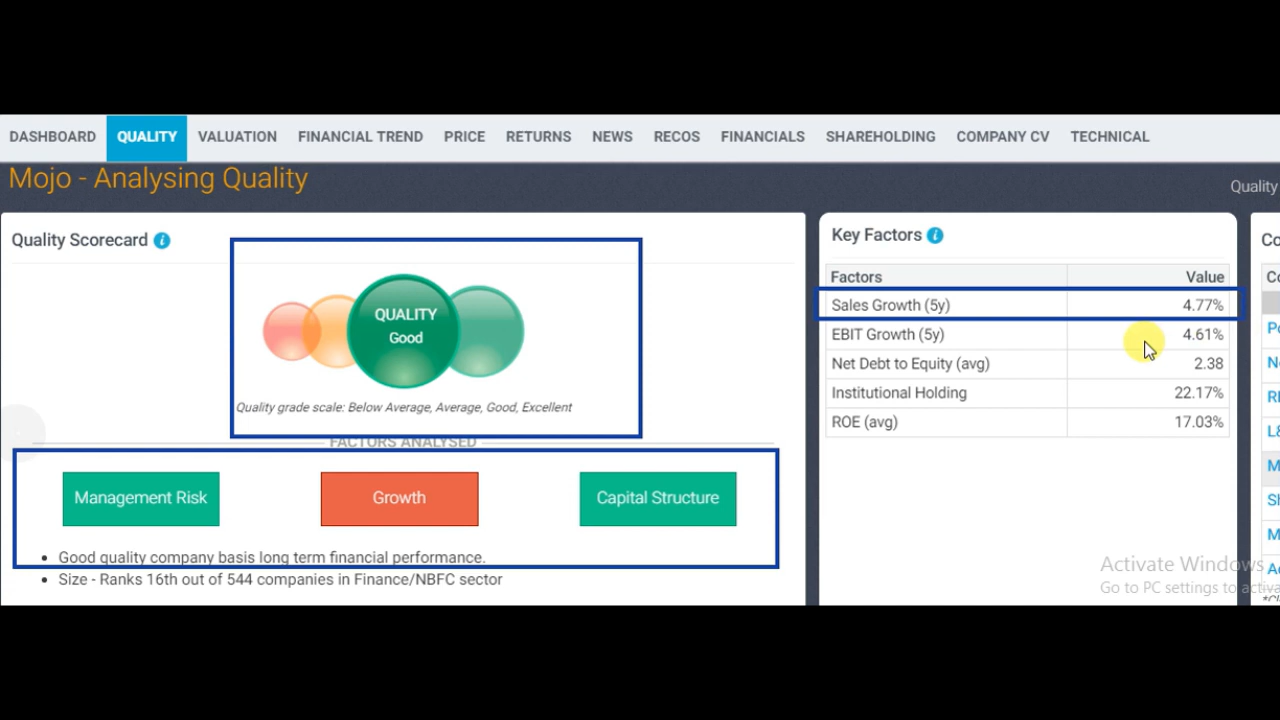 DASHBOARD QUALITY VALUATION FINANCIAL TREND PRICE RETURNS NEWS RECOS FINANCIALS SHAREHOLDING COMPANY CV TECHNICAL
Mojo - Analysing Quality
Quality
Quality Scorecard i
QUALITY
Good
Quality grade scale: Below Average, Average, Good, Excellent
FACTORS ANALYSED
Management Risk Growth Capital Structure
Good quality company basis long term financial performance.
Size - Ranks 16th out of 544 companies in Finance/NBFC sector
Key Factors i
Factors Value
Sales Growth (5y) 4.77%
EBIT Growth (5y) 4.61%
Net Debt to Equity (avg) 2.38
Institutional Holding 22.17%
ROE (avg) 17.03%
Activate Windows
Go to PC settings to activa